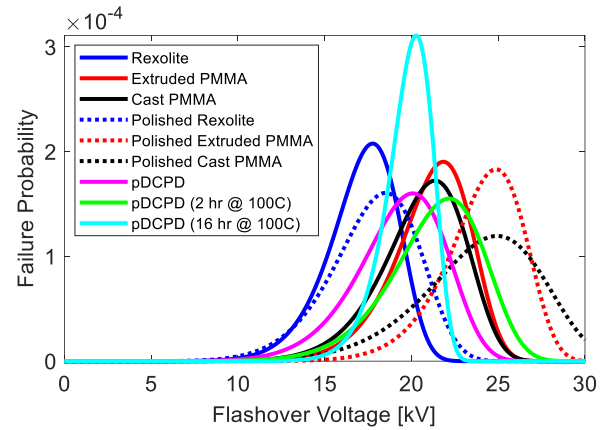 ×10⁻⁴
3
2
1
0
Failure Probability
Rexolite
Extruded PMMA
Cast PMMA
Polished Rexolite
Polished Extruded PMMA
Polished Cast PMMA
pDCPD
pDCPD (2 hr @ 100C)
pDCPD (16 hr @ 100C)
0 5 10 15 20 25 30
Flashover Voltage [kV]